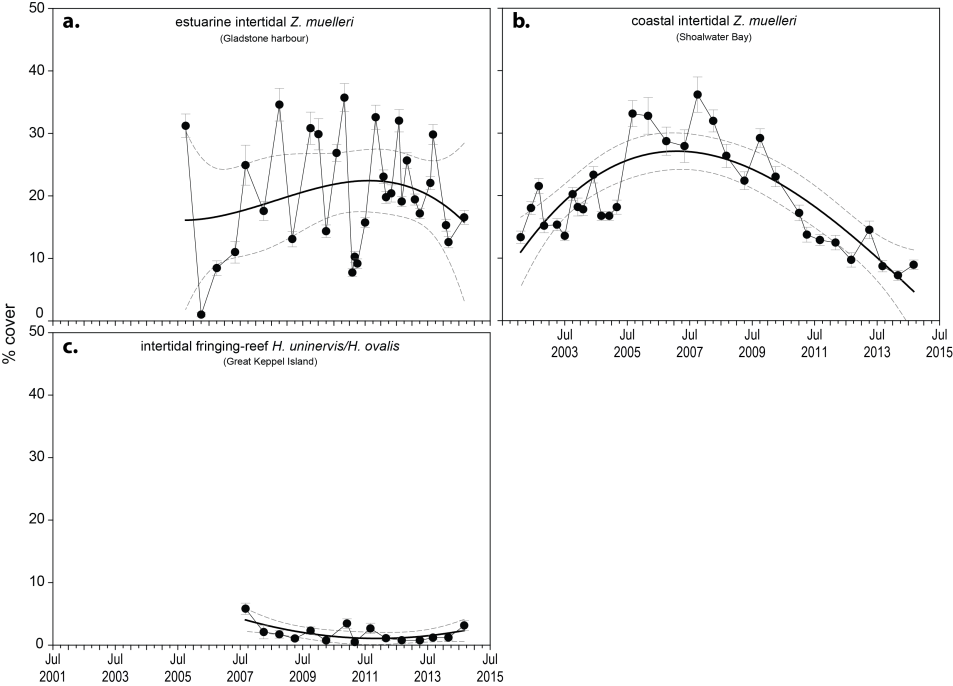 a.
estuarine intertidal Z. muelleri
(Gladstone harbour)
50
40
30
20
10
0
b.
coastal intertidal Z. muelleri
(Shoalwater Bay)
Jul Jul Jul Jul Jul Jul Jul
2003 2005 2007 2009 2011 2013 2015
% cover
c.
intertidal fringing-reef H. uninervis/H. ovalis
(Great Keppel Island)
50
40
30
20
10
0
Jul Jul Jul Jul Jul Jul Jul Jul
2001 2003 2005 2007 2009 2011 2013 2015